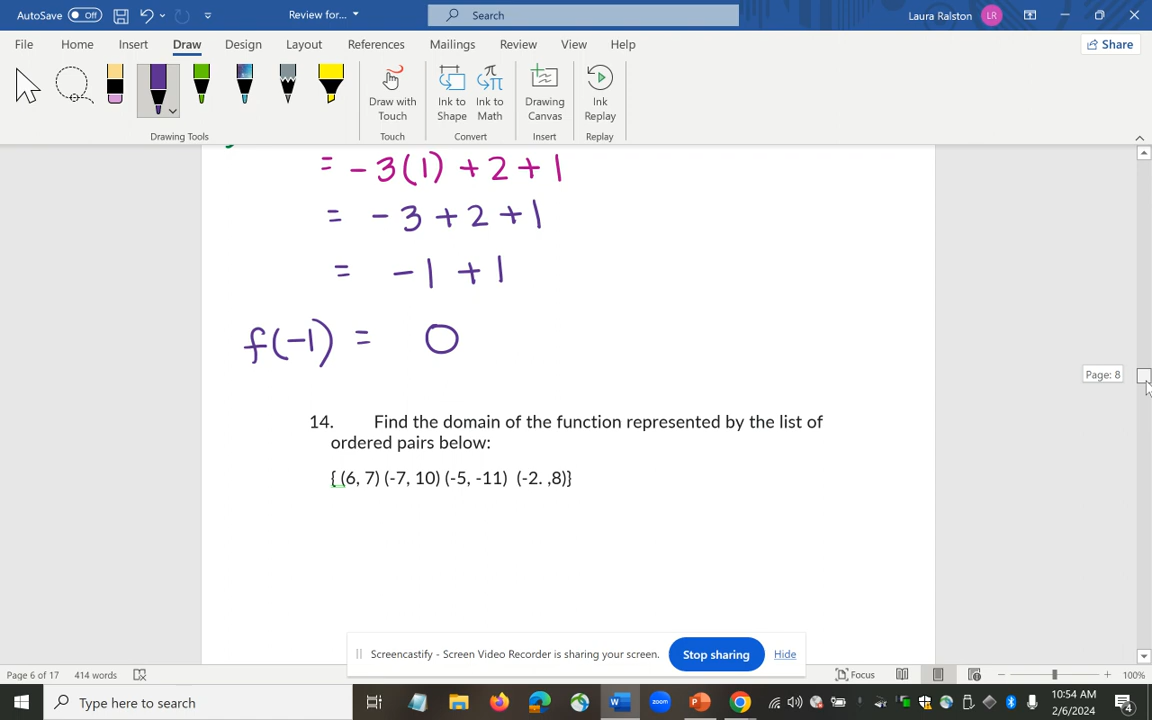 AutoSave Off Review for... Search Laura Ralston LR
File Home Insert Draw Design Layout References Mailings Review View Help Share
Draw with Touch Ink to Shape Ink to Math Drawing Canvas Ink Replay
Drawing Tools Touch Convert Insert Replay
= -3(1) + 2 + 1
= -3 + 2 + 1
= -1 + 1
f(-1) = 0
Page: 8
14. Find the domain of the function represented by the list of
ordered pairs below:
{ (6, 7) (-7, 10) (-5, -11) (-2. ,8)}
Screencastify - Screen Video Recorder is sharing your screen. Stop sharing Hide
Page 6 of 17 414 words Focus 100%
Type here to search zoom 10:54 AM
2/6/2024 4